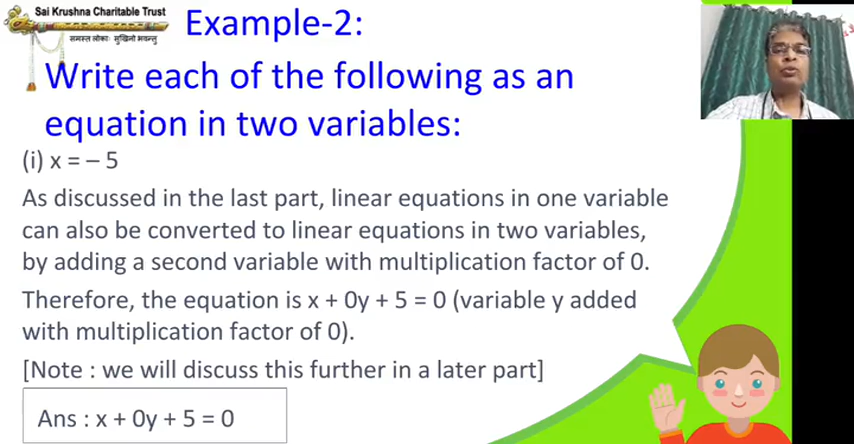 Sai Krushna Charitable Trust
समस्त लोकाः सुखिनो भवन्तु
Example-2:
Write each of the following as an
equation in two variables:
(i) x = – 5
As discussed in the last part, linear equations in one variable
can also be converted to linear equations in two variables,
by adding a second variable with multiplication factor of 0.
Therefore, the equation is x + 0y + 5 = 0 (variable y added
with multiplication factor of 0).
[Note : we will discuss this further in a later part]
Ans : x + 0y + 5 = 0